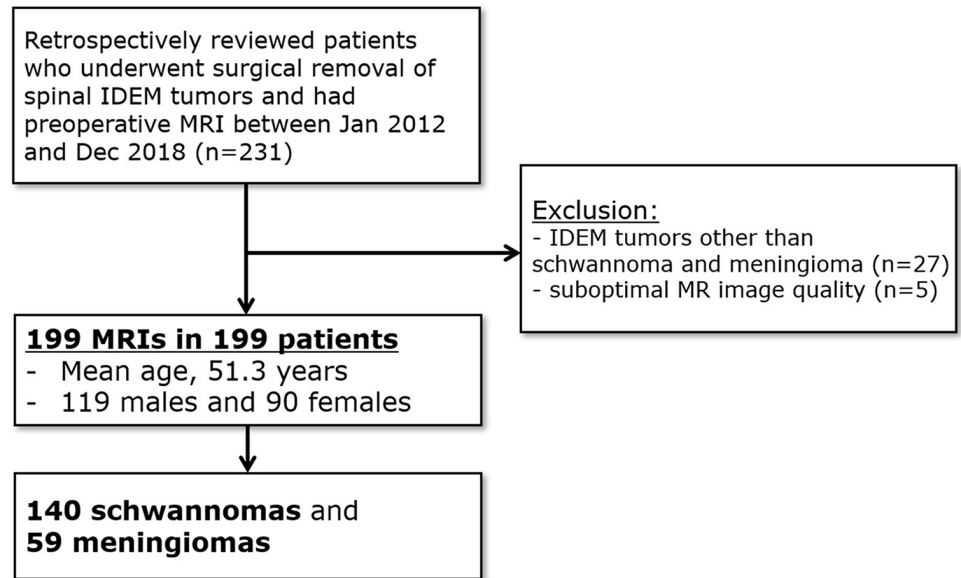 Retrospectively reviewed patients
who underwent surgical removal of
spinal IDEM tumors and had
preoperative MRI between Jan 2012
and Dec 2018 (n=231)
Exclusion:
- IDEM tumors other than
schwannoma and meningioma (n=27)
- suboptimal MR image quality (n=5)
199 MRIs in 199 patients
- Mean age, 51.3 years
- 119 males and 90 females
140 schwannomas and
59 meningiomas